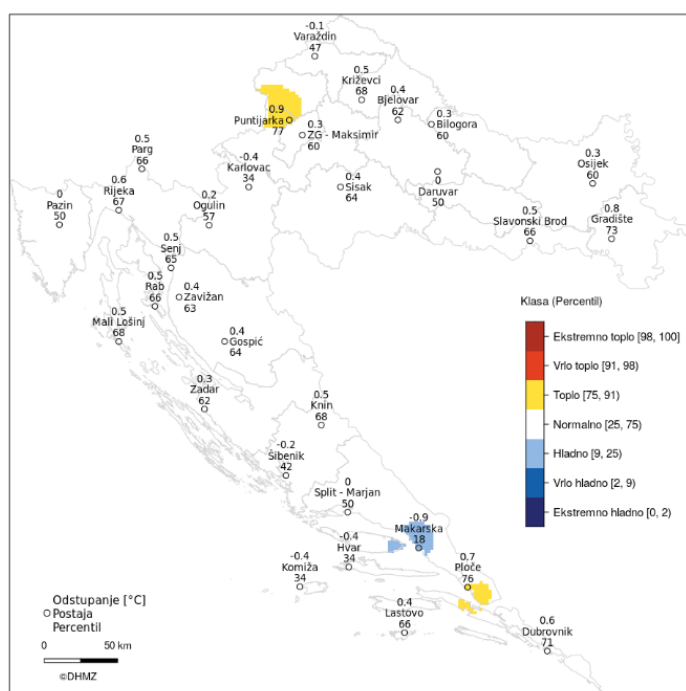 -0.1
Varaždin
47
0.5
Križevci
68
0.4
Bjelovar
62
0.3
Bilogora
60
0.9
Puntijarka
77
0.3
ZG - Maksimir
60
0.5
Parg
66
-0.4
Karlovac
34
0.4
Sisak
64
0
Daruvar
50
0.3
Osijek
60
0
Pazin
50
0.6
Rijeka
67
0.2
Ogulin
57
0.5
Slavonski Brod
66
0.8
Gradište
73
0.5
Senj
65
0.5
Rab
66
0.4
Zavižan
63
0.5
Mali Lošinj
68
0.4
Gospić
64
0.3
Zadar
62
0.5
Knin
68
-0.2
Šibenik
42
0
Split - Marjan
50
-0.9
Makarska
18
-0.4
Hvar
34
-0.4
Komiža
34
0.7
Ploče
76
0.4
Lastovo
66
0.6
Dubrovnik
71
Klasa (Percentil)
Ekstremno toplo [98, 100]
Vrlo toplo [91, 98)
Toplo [75, 91)
Normalno [25, 75)
Hladno [9, 25)
Vrlo hladno [2, 9)
Ekstremno hladno [0, 2)
Odstupanje [°C]
Postaja
Percentil
0 50 km
©DHMZ